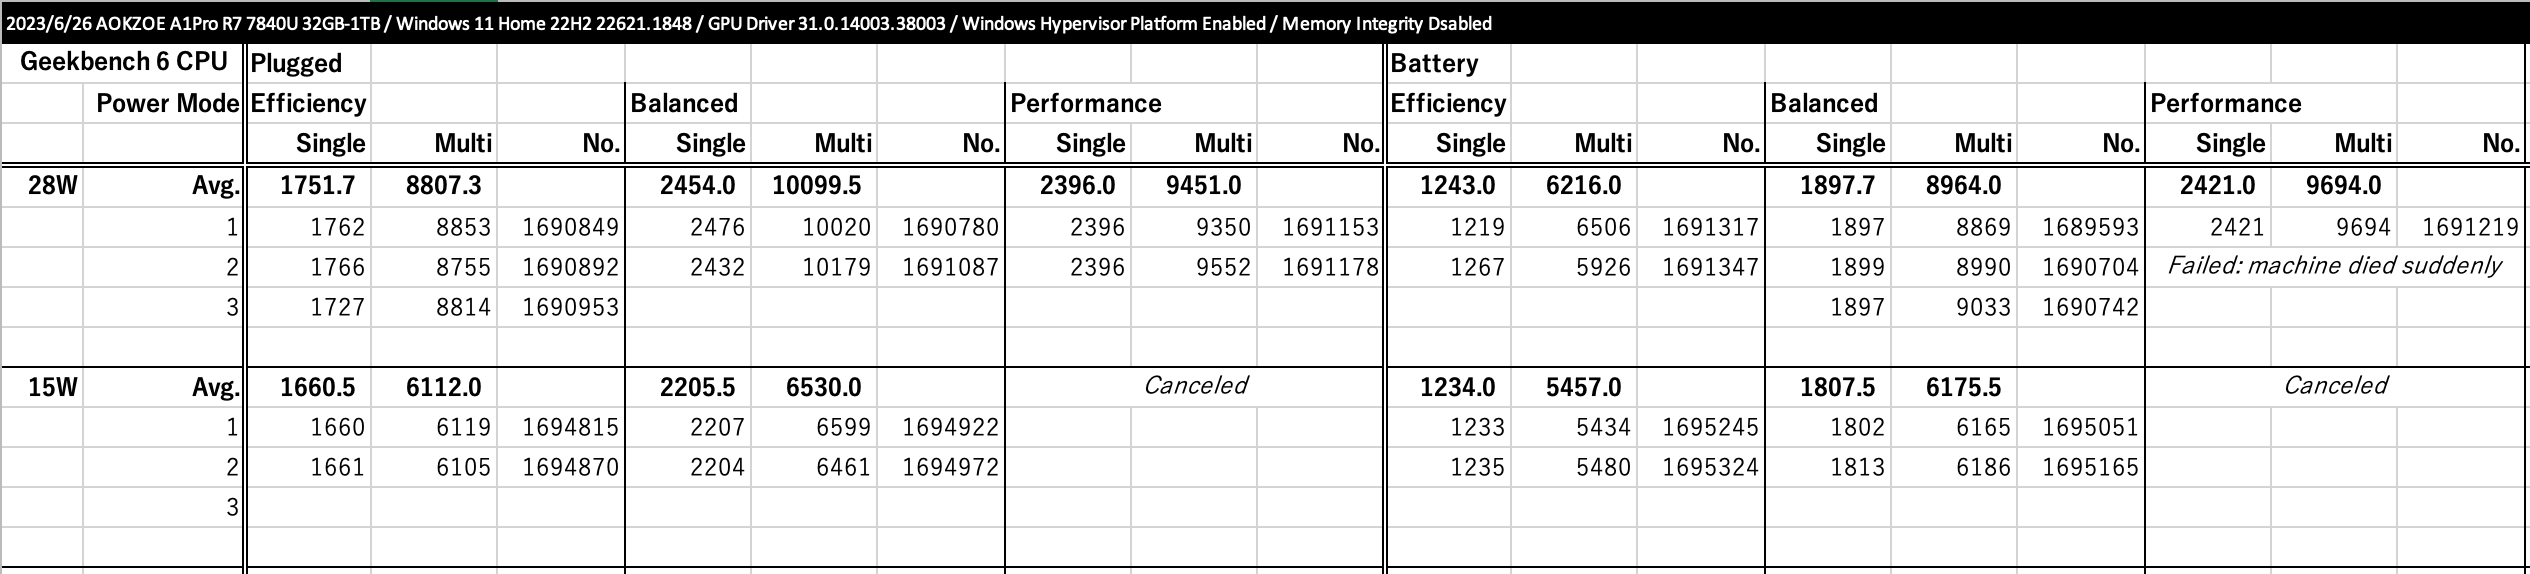 2023/6/26 AOKZOE A1Pro R7 7840U 32GB-1TB / Windows 11 Home 22H2 22621.1848 / GPU Driver 31.0.14003.38003 / Windows Hypervisor Platform Enabled / Memory Integrity Dsabled
Geekbench 6 CPU Plugged Battery
Power Mode Efficiency Balanced Performance Efficiency Balanced Performance
Single Multi No. Single Multi No. Single Multi No. Single Multi No. Single Multi No. Single Multi No.
28W Avg. 1751.7 8807.3 2454.0 10099.5 2396.0 9451.0 1243.0 6216.0 1897.7 8964.0 2421.0 9694.0
1 1762 8853 1690849 2476 10020 1690780 2396 9350 1691153 1219 6506 1691317 1897 8869 1689593 2421 9694 1691219
2 1766 8755 1690892 2432 10179 1691087 2396 9552 1691178 1267 5926 1691347 1899 8990 1690704 Failed: machine died suddenly
3 1727 8814 1690953 1897 9033 1690742
15W Avg. 1660.5 6112.0 2205.5 6530.0 Canceled 1234.0 5457.0 1807.5 6175.5 Canceled
1 1660 6119 1694815 2207 6599 1694922 1233 5434 1695245 1802 6165 1695051
2 1661 6105 1694870 2204 6461 1694972 1235 5480 1695324 1813 6186 1695165
3